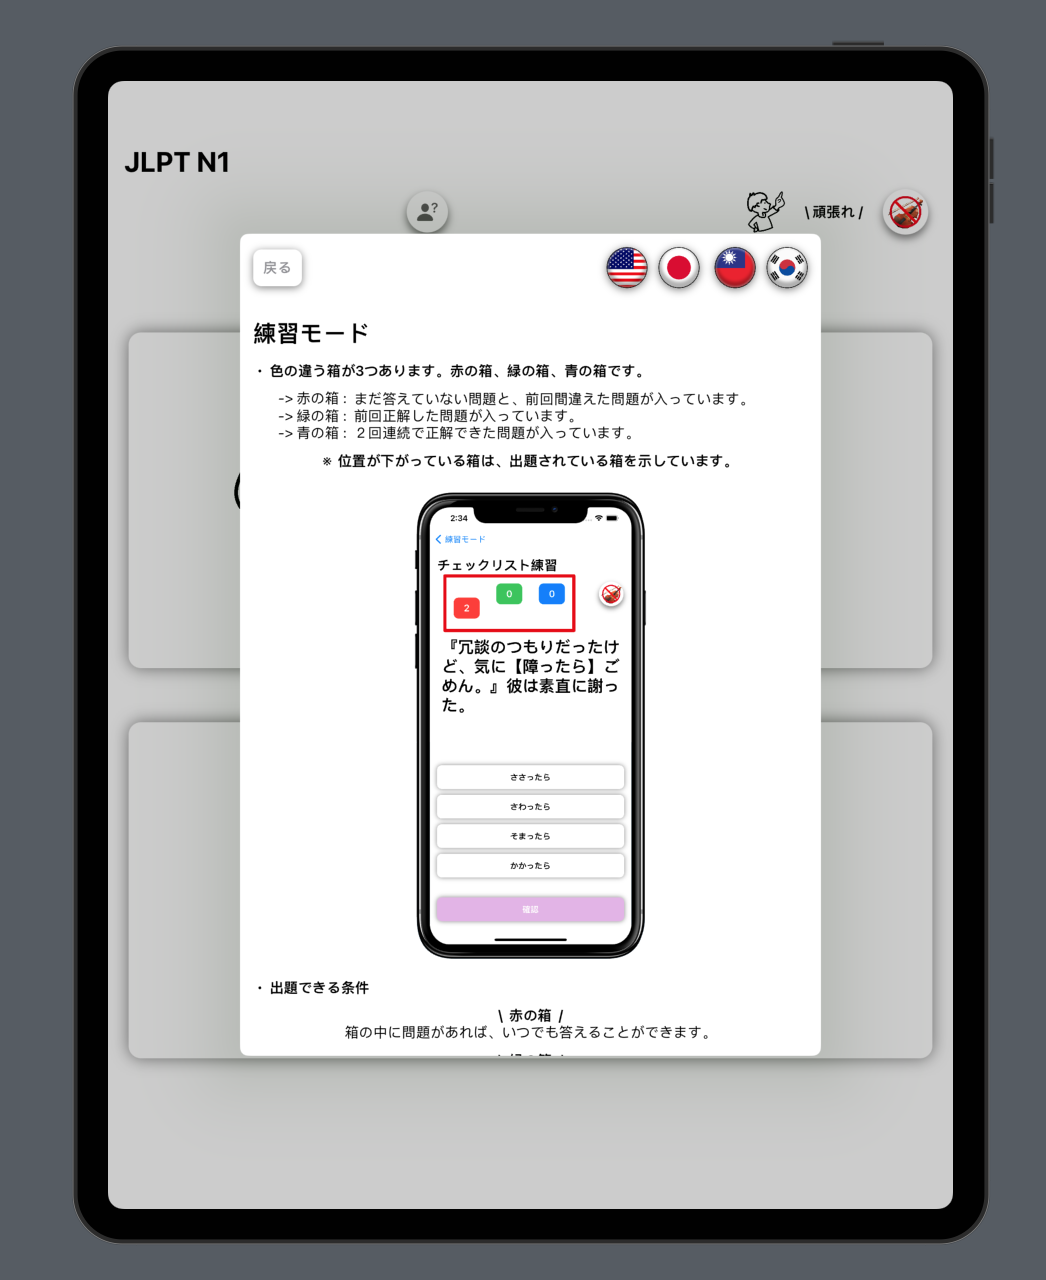 JLPT N1
?
\ 頑張れ /
戻る
練習モード
・ 色の違う箱が3つあります。赤の箱、緑の箱、青の箱です。
-> 赤の箱 : まだ答えていない問題と、前回間違えた問題が入っています。
-> 緑の箱 : 前回正解した問題が入っています。
-> 青の箱 : ２回連続で正解できた問題が入っています。
※ 位置が下がっている箱は、出題されている箱を示しています。
2:34
練習モード
チェックリスト練習
2 0 0
『冗談のつもりだったけ
ど、気に【障ったら】ご
めん。』彼は素直に謝っ
た。
ささったら
さわったら
そまったら
かかったら
確認
・ 出題できる条件
\ 赤の箱 /
箱の中に問題があれば、いつでも答えることができます。